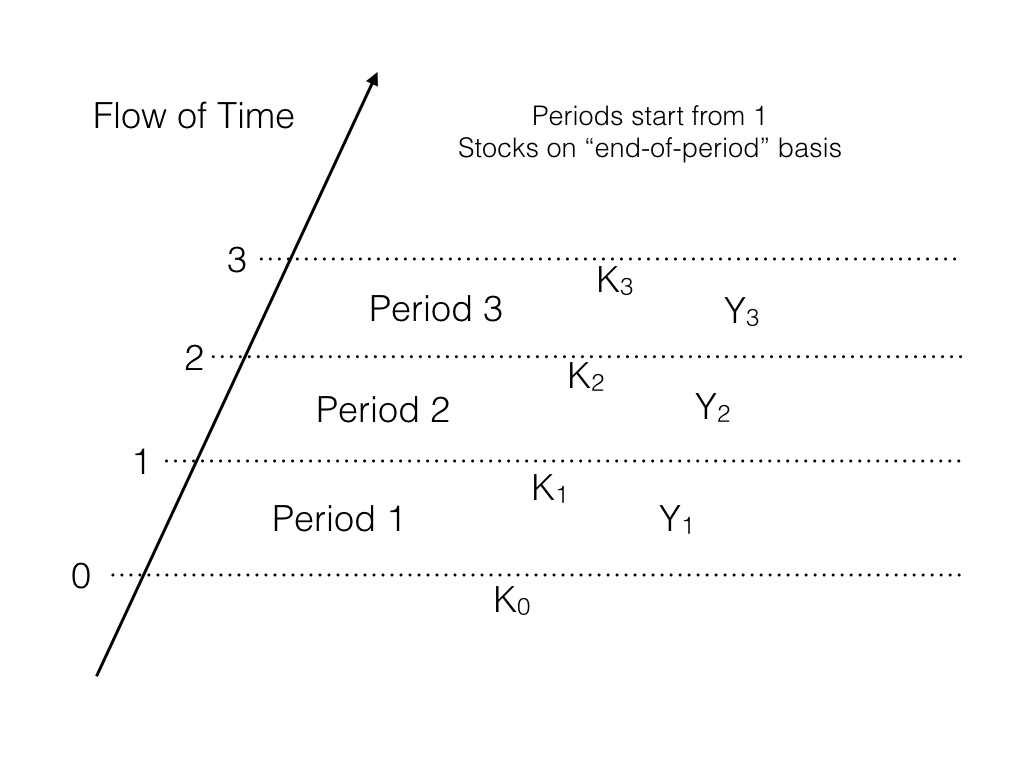 Flow of Time
Periods start from 1
Stocks on “end-of-period” basis
3
K₃
Period 3
Y₃
2
K₂
Period 2
Y₂
1
K₁
Period 1
Y₁
0
K₀